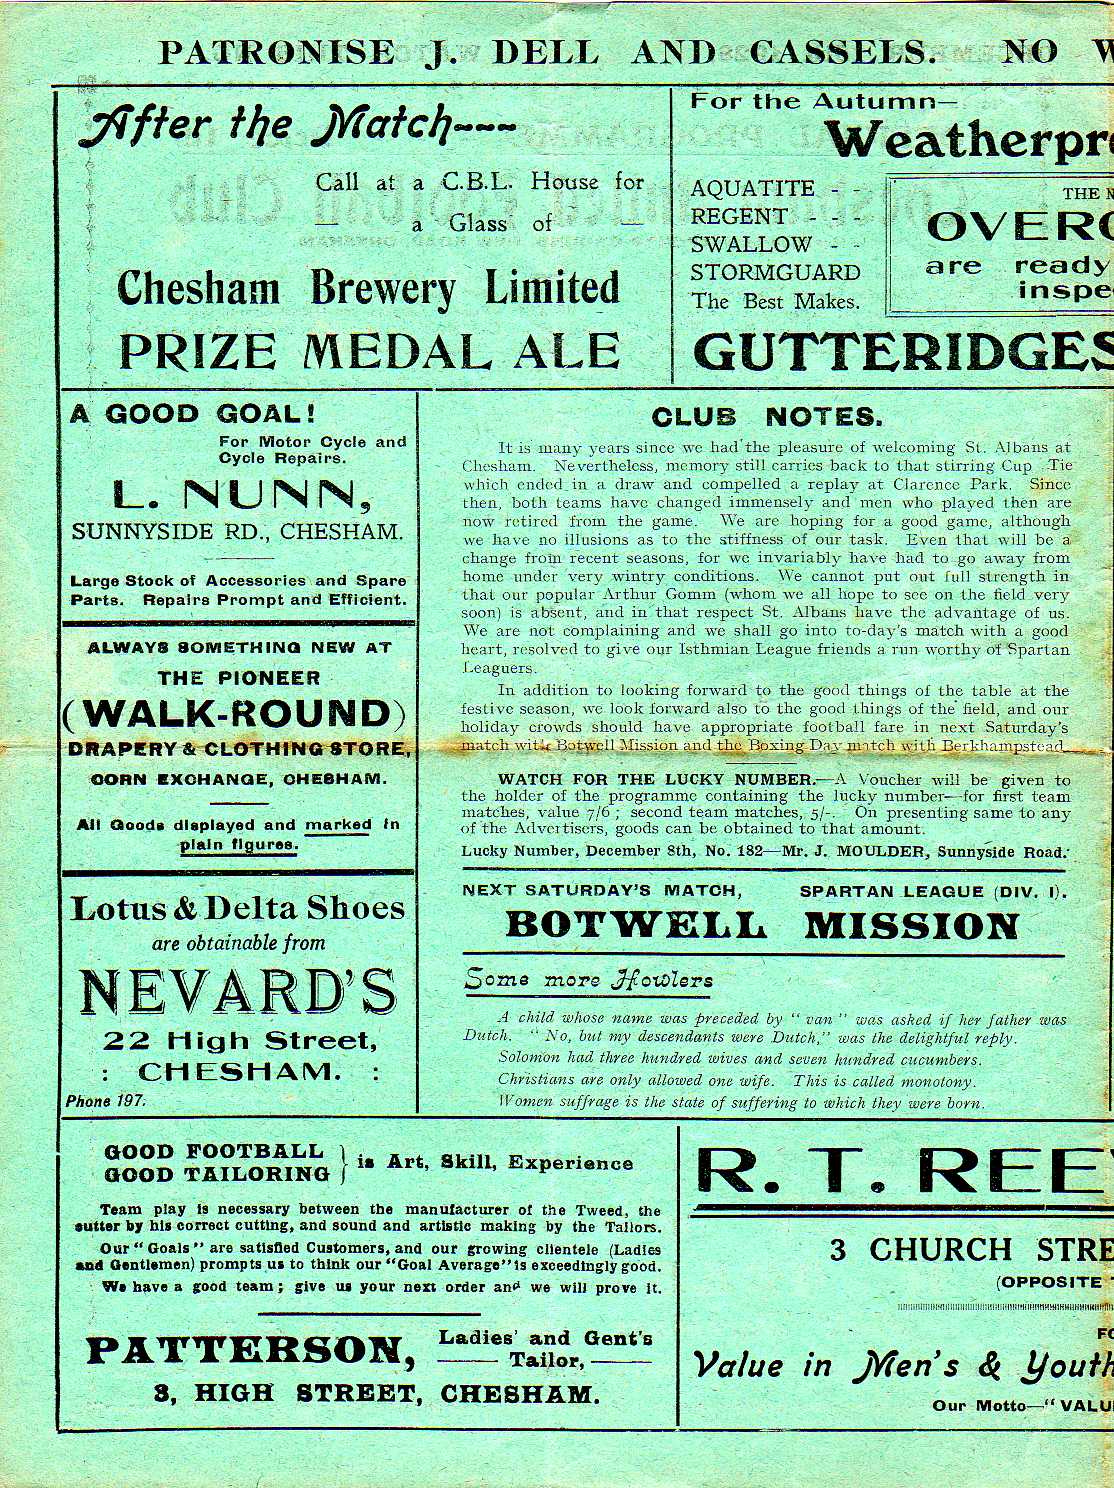 PATRONISE J. DELL AND CASSELS. NO
After the Match---
Call at a C.B.L. House for
— a Glass of —
Chesham Brewery Limited
PRIZE MEDAL ALE
For the Autumn—
Weatherpr
AQUATITE - -
REGENT - - -
SWALLOW - -
STORMGUARD
The Best Makes.
THE N
OVERC
are ready
inspe
GUTTERIDGES
A GOOD GOAL!
For Motor Cycle and
Cycle Repairs.
L. NUNN,
SUNNYSIDE RD., CHESHAM.
Large Stock of Accessories and Spare
Parts. Repairs Prompt and Efficient.
ALWAYS SOMETHING NEW AT
THE PIONEER
(WALK-ROUND)
DRAPERY & CLOTHING STORE,
CORN EXCHANGE, CHESHAM.
All Goods displayed and marked in
plain figures.
Lotus & Delta Shoes
are obtainable from
NEVARD'S
22 High Street,
: CHESHAM. :
Phone 197.
CLUB NOTES.
It is many years since we had the pleasure of welcoming St. Albans at
Chesham. Nevertheless, memory still carries back to that stirring Cup Tie
which ended in a draw and compelled a replay at Clarence Park. Since
then, both teams have changed immensely and men who played then are
now retired from the game. We are hoping for a good game, although
we have no illusions as to the stiffness of our task. Even that will be a
change from recent seasons, for we invariably have had to go away from
home under very wintry conditions. We cannot put out full strength in
that our popular Arthur Gomm (whom we all hope to see on the field very
soon) is absent, and in that respect St. Albans have the advantage of us.
We are not complaining and we shall go into to-day's match with a good
heart, resolved to give our Isthmian League friends a run worthy of Spartan
Leaguers.
In addition to looking forward to the good things of the table at the
festive season, we look forward also to the good things of the field, and our
holiday crowds should have appropriate football fare in next Saturday's
match with Botwell Mission and the Boxing Day match with Berkhampstead
WATCH FOR THE LUCKY NUMBER.—A Voucher will be given to
the holder of the programme containing the lucky number—for first team
matches, value 7/6; second team matches, 5/-. On presenting same to any
of the Advertisers, goods can be obtained to that amount.
Lucky Number, December 8th, No. 182—Mr. J. MOULDER, Sunnyside Road.
NEXT SATURDAY'S MATCH, SPARTAN LEAGUE (DIV. I).
BOTWELL MISSION
Some more Howlers
A child whose name was preceded by "van" was asked if her father was
Dutch. "No, but my descendants were Dutch," was the delightful reply.
Solomon had three hundred wives and seven hundred cucumbers.
Christians are only allowed one wife. This is called monotony.
Women suffrage is the state of suffering to which they were born.
GOOD FOOTBALL
GOOD TAILORING } is Art, Skill, Experience
Team play is necessary between the manufacturer of the Tweed, the
cutter by his correct cutting, and sound and artistic making by the Tailors.
Our "Goals" are satisfied Customers, and our growing clientele (Ladies
and Gentlemen) prompts us to think our "Goal Average" is exceedingly good.
We have a good team; give us your next order and we will prove it.
PATTERSON, Ladies' and Gent's
Tailor,
3, HIGH STREET, CHESHAM.
R. T. REE
3 CHURCH STRE
(OPPOSITE
FO
Value in Men's & Youth
Our Motto—"VALU